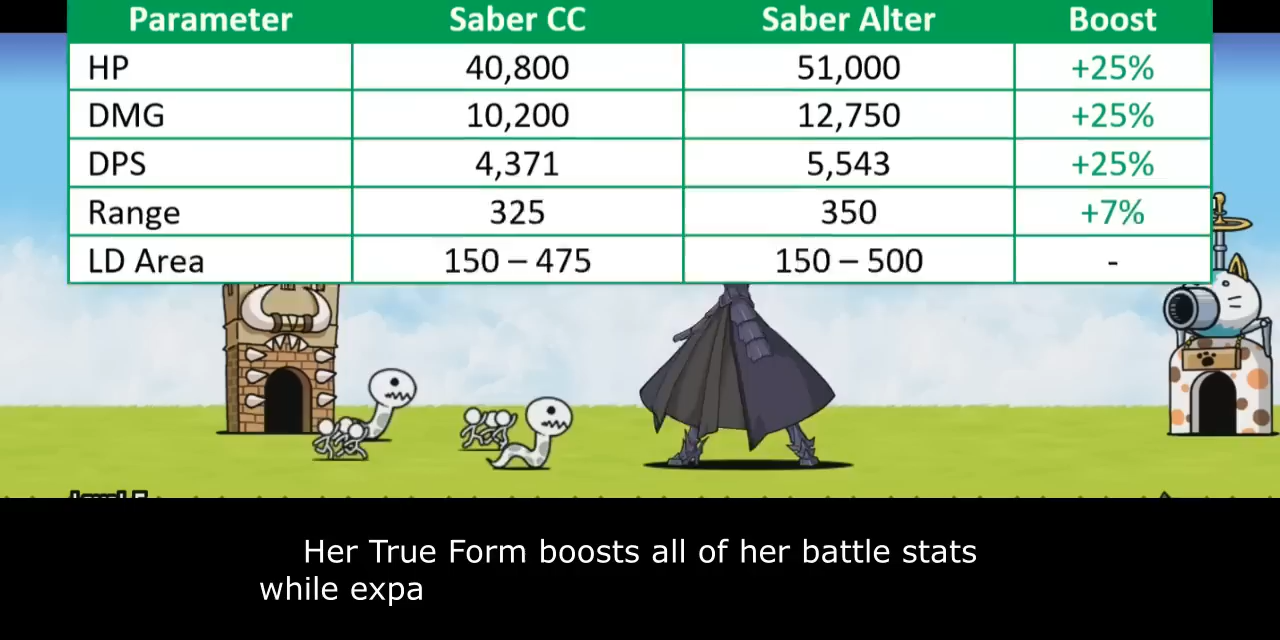 Parameter Saber CC Saber Alter Boost
HP 40,800 51,000 +25%
DMG 10,200 12,750 +25%
DPS 4,371 5,543 +25%
Range 325 350 +7%
LD Area 150 – 475 150 – 500 -
Her True Form boosts all of her battle stats
while expa